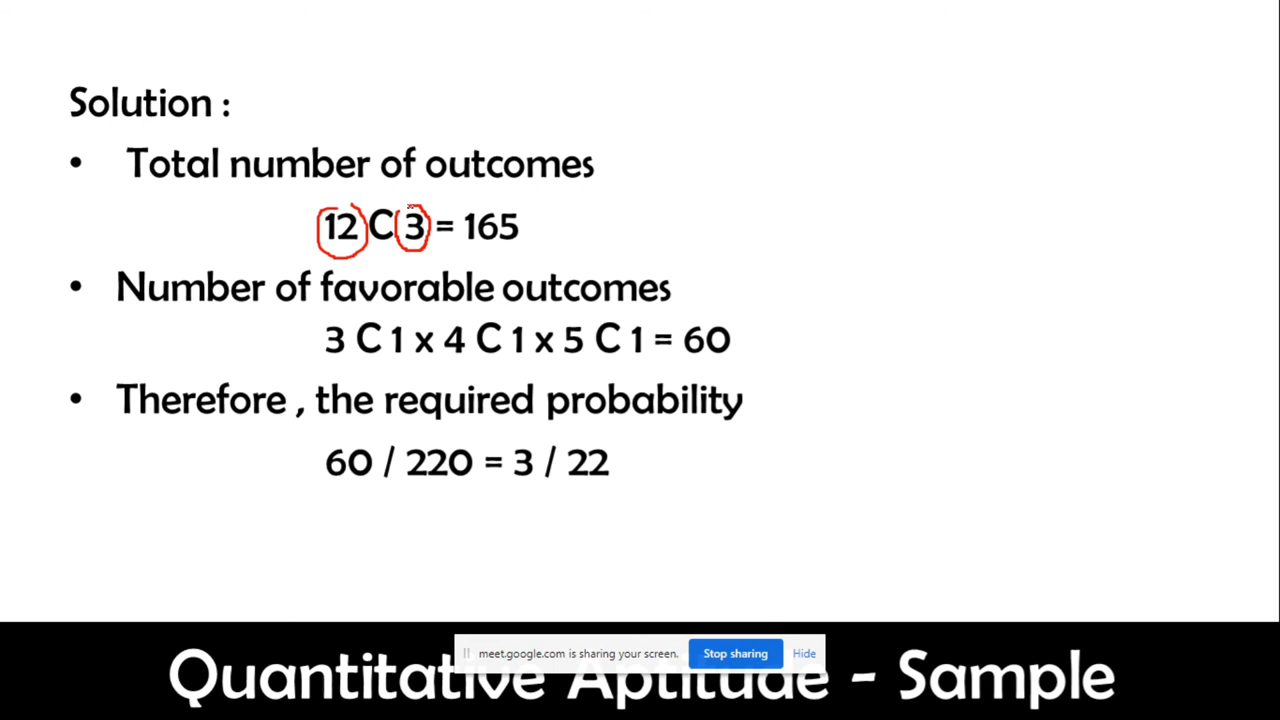 Solution :
• Total number of outcomes
12 C 3 = 165
• Number of favorable outcomes
3 C 1 x 4 C 1 x 5 C 1 = 60
• Therefore , the required probability
60 / 220 = 3 / 22
meet.google.com is sharing your screen. Stop sharing Hide
Quantitative Aptitude - Sample